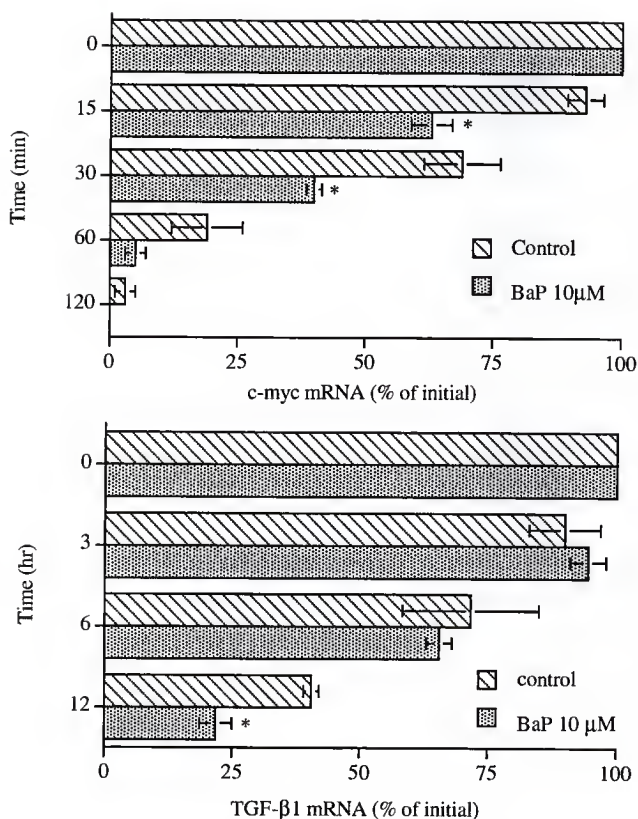 Time (min)
0
15
*
30
*
60
120
Control
BaP 10µM
0 25 50 75 100
c-myc mRNA (% of initial)
Time (hr)
0
3
6
12
*
control
BaP 10 µM
0 25 50 75 100
TGF-β1 mRNA (% of initial)